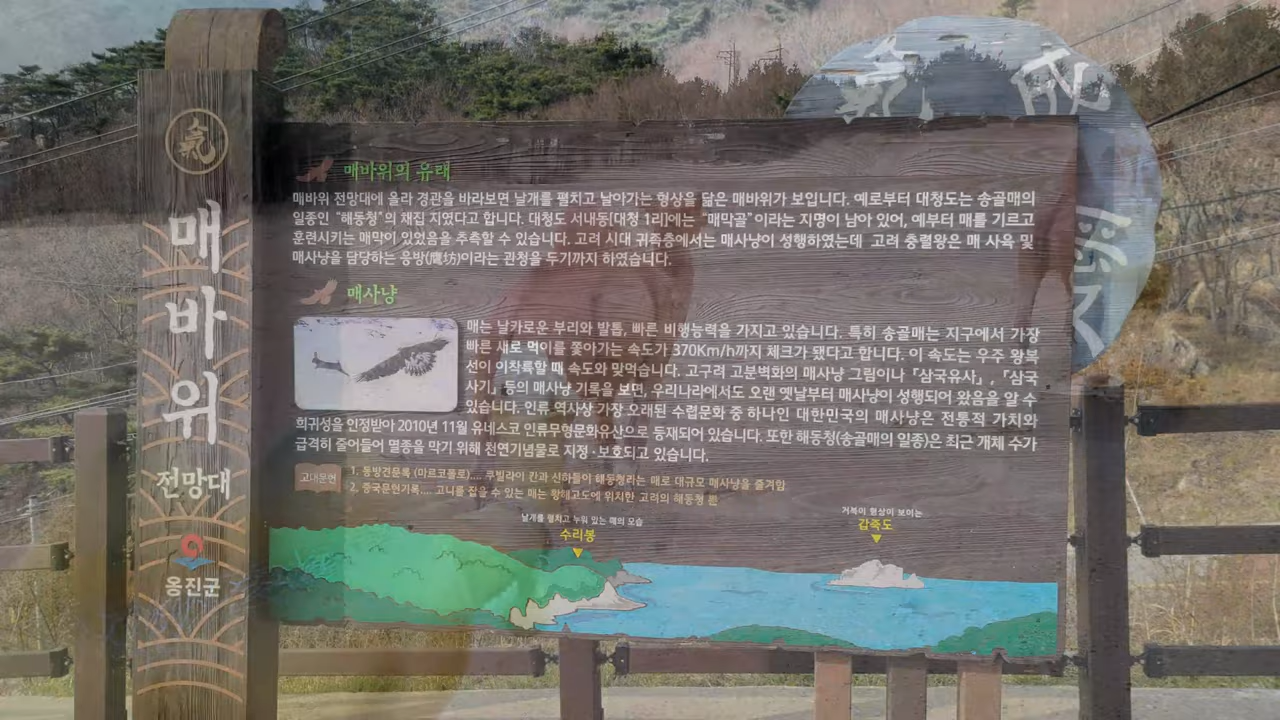 氣
매바위
전망대
옹진군
매바위의 유래
매바위 전망대에 올라 경관을 바라보면 날개를 펼치고 날아가는 형상을 닮은 매바위가 보입니다. 예로부터 대청도는 송골매의
일종인 "해동청"의 채집 지였다고 합니다. 대청도 서내동(대청 1리)에는 "매막골"이라는 지명이 남아 있어, 예부터 매를 기르고
훈련시키는 매막이 있었음을 추측할 수 있습니다. 고려 시대 귀족층에서는 매사냥이 성행하였는데 고려 충렬왕은 매 사육 및
매사냥을 담당하는 응방(鷹坊)이라는 관청을 두기까지 하였습니다.
매사냥
매는 날카로운 부리와 발톱, 빠른 비행능력을 가지고 있습니다. 특히 송골매는 지구에서 가장
빠른 새로 먹이를 쫓아가는 속도가 370Km/h까지 체크가 됐다고 합니다. 이 속도는 우주 왕복
선이 이착륙할 때 속도와 맞먹습니다. 고구려 고분벽화의 매사냥 그림이나 「삼국유사」, 「삼국
사기」 등의 매사냥 기록을 보면, 우리나라에서도 오랜 옛날부터 매사냥이 성행되어 왔음을 알 수
있습니다. 인류 역사상 가장 오래된 수렵문화 중 하나인 대한민국의 매사냥은 전통적 가치와
희귀성을 인정받아 2010년 11월 유네스코 인류무형문화유산으로 등재되어 있습니다. 또한 해동청(송골매의 일종)은 최근 개체 수가
급격히 줄어들어 멸종을 막기 위해 천연기념물로 지정·보호되고 있습니다.
고대문헌
1. 동방견문록 (마르코폴로).... 쿠빌라이 칸과 신하들이 해동청라는 매로 대규모 매사냥을 즐겨함
2. 중국문헌기록.... 고니를 잡을 수 있는 매는 황해고도에 위치한 고려의 해동청 뿐
날개를 펼치고 누워 있는 매의 모습
수리봉
거북이 형상이 보이는
갑죽도
氣 成